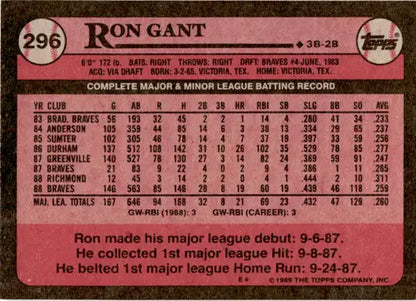 296 RON GANT
◆ 3B-2B
Topps
6'0" 172 lb. BATS: RIGHT THROWS: RIGHT DRFT: BRAVES #4-JUNE, 1983
ACQ: VIA DRAFT BORN: 3-2-65, VICTORIA, TEX. HOME: VICTORIA, TEX.
COMPLETE MAJOR & MINOR LEAGUE BATTING RECORD
YR CLUB G AB R H 2B 3B HR RBI SB SLG BB SO AVG
83 BRAD. BRAVES 56 193 32 45 2 2 1 14 4 .280 41 34 .233
84 ANDERSON 105 359 44 85 14 6 3 38 13 .334 29 65 .237
85 SUMTER 102 305 46 78 14 4 7 37 19 .397 33 59 .256
86 DURHAM 142 512 108 142 31 10 26 102 35 .531 78 85 .277
87 GREENVILLE 140 527 78 130 27 3 14 82 24 .389 59 91 .247
87 BRAVES 21 83 9 22 4 0 2 9 4 .386 1 11 .265
88 RICHMOND 12 45 3 14 2 2 0 4 1 .444 2 10 .311
88 BRAVES 146 563 85 146 28 8 19 60 19 .439 46 118 .259
MAJ. LEA. TOTALS 167 646 94 168 32 8 21 69 23 .432 47 129 .260
GW-RBI (1988): 3 GW-RBI (CAREER): 3
Ron made his major league debut: 9-6-87.
He collected 1st major league Hit: 9-8-87.
He belted 1st major league Home Run: 9-24-87.
E* © 1989 THE TOPPS COMPANY, INC.